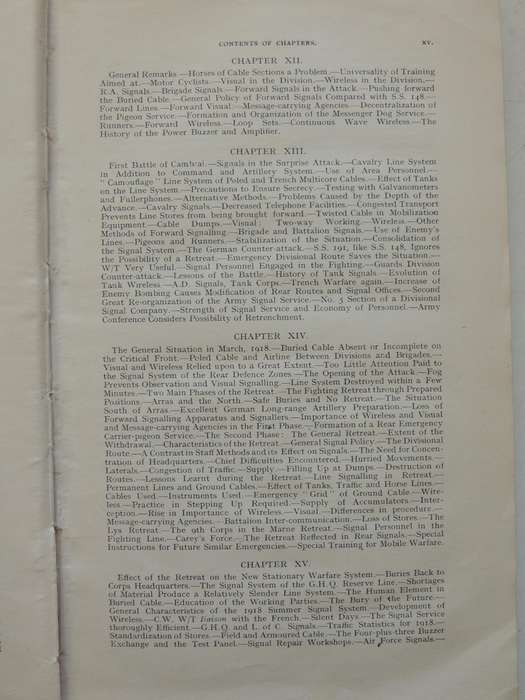 CONTENTS OF CHAPTERS. XV.
CHAPTER XII.
General Remarks.—Horses of Cable Sections a Problem.—Universality of Training
Aimed at.—Motor Cyclists.—Visual in the Division.—Wireless in the Division.—
R.A. Signals.—Brigade Signals.—Forward Signals in the Attack.—Pushing forward
the Buried Cable.—General Policy of Forward Signals Compared with S.S. 148.—
Forward Lines.—Forward Visual.—Message-carrying Agencies.—Decentralization of
the Pigeon Service.—Formation and Organization of the Messenger Dog Service.—
Runners.—Forward Wireless.—Loop Sets.—Continuous Wave Wireless.—The
History of the Power Buzzer and Amplifier.
CHAPTER XIII.
First Battle of Cambrai.—Signals in the Surprise Attack.—Cavalry Line System
in Addition to Command and Artillery System.—Use of Area Personnel.—
"Camouflage" Line System of Poled and Trench Multicore Cables.—Effect of Tanks
on the Line System.—Precautions to Ensure Secrecy.—Testing with Galvanometers
and Fullerphones.—Alternative Methods.—Problems Caused by the Depth of the
Advance.—Cavalry Signals.—Decreased Telephone Facilities.—Congested Transport
Prevents Line Stores from being brought forward.—Twisted Cable in Mobilization
Equipment.—Cable Dumps.—Visual: Two-way Working.—Wireless.—Other
Methods of Forward Signalling.—Brigade and Battalion Signals.—Use of Enemy's
Lines.—Pigeons and Runners.—Stabilization of the Situation.—Consolidation of
the Signal System.—The German Counter-attack.—S.S. 191, like S.S. 148, Ignores
the Possibility of a Retreat.—Emergency Divisional Route Saves the Situation.—
W/T Very Useful.—Signal Personnel Engaged in the Fighting.—Guards Division
Counter-attack.—Lessons of the Battle.—History of Tank Signals.—Evolution of
Tank Wireless.—A.D. Signals, Tank Corps.—Trench Warfare again.—Increase of
Enemy Bombing Causes Modification of Rear Routes and Signal Offices.—Second
Great Re-organization of the Army Signal Service.—No. 5 Section of a Divisional
Signal Company.—Strength of Signal Service and Economy of Personnel.—Army
Conference Considers Possibility of Retrenchment.
CHAPTER XIV.
The General Situation in March, 1918.—Buried Cable Absent or Incomplete on
the Critical Front.—Poled Cable and Airline Between Divisions and Brigades.—
Visual and Wireless Relied upon to a Great Extent.—Too Little Attention Paid to
the Signal System of the Rear Defence Zones.—The Opening of the Attack.—Fog
Prevents Observation and Visual Signalling.—Line System Destroyed within a Few
Minutes.—Two Main Phases of the Retreat.—The Fighting Retreat through Prepared
Positions.—Arras and the North.—Safe Buries and No Retreat.—The Situation
South of Arras.—Excellent German Long-range Artillery Preparation.—Loss of
Forward Signalling Apparatus and Signallers.—Importance of Wireless and Visual
and Message-carrying Agencies in the First Phase.—Formation of a Rear Emergency
Carrier-pigeon Service.—The Second Phase: The General Retreat.—Extent of the
Withdrawal.—Characteristics of the Retreat.—General Signal Policy.—The Divisional
Route.—A Contrast in Staff Methods and its Effect on Signals.—The Need for Concen-
tration of Headquarters.—Chief Difficulties Encountered.—Hurried Movements.—
Laterals.—Congestion of Traffic.—Supply.—Filling Up at Dumps.—Destruction of
Routes.—Lessons Learnt during the Retreat.—Line Signalling in Retreat.—
Permanent Lines and Ground Cables.—Effect of Tanks, Traffic and Horse Lines.—
Cables Used.—Instruments Used.—Emergency "Grid" of Ground Cable.—Wire-
less.—Practice in Stepping Up Required.—Supply of Accumulators.—Inter-
ception.—Rise in Importance of Wireless.—Visual.—Differences in procedure.—
Message-carrying Agencies.—Battalion Inter-communication.—Loss of Stores.—The
Lys Retreat.—The 9th Corps in the Marne Retreat.—Signal Personnel in the
Fighting Line.—Carey's Force.—The Retreat Reflected in Rear Signals.—Special
Instructions for Future Similar Emergencies.—Special Training for Mobile Warfare.
CHAPTER XV.
Effect of the Retreat on the New Stationary Warfare System.—Buries Back to
Corps Headquarters.—The Signal System of the G.H.Q. Reserve Line.—Shortages
of Material Produce a Relatively Slender Line System.—The Human Element in
Buried Cable.—Education of the Working Parties.—The Bury of the Future.—
General Characteristics of the 1918 Summer Signal System.—Development of
Wireless.—C.W. W/T liaison with the French.—Silent Days.—The Signal Service
thoroughly Efficient.—G.H.Q. and L. of C. Signals.—Traffic Statistics for 1918.—
Standardization of Stores.—Field and Armoured Cable.—The Four-plus-three Buzzer
Exchange and the Test Panel.—Signal Repair Workshops.—Air Force Signals.—